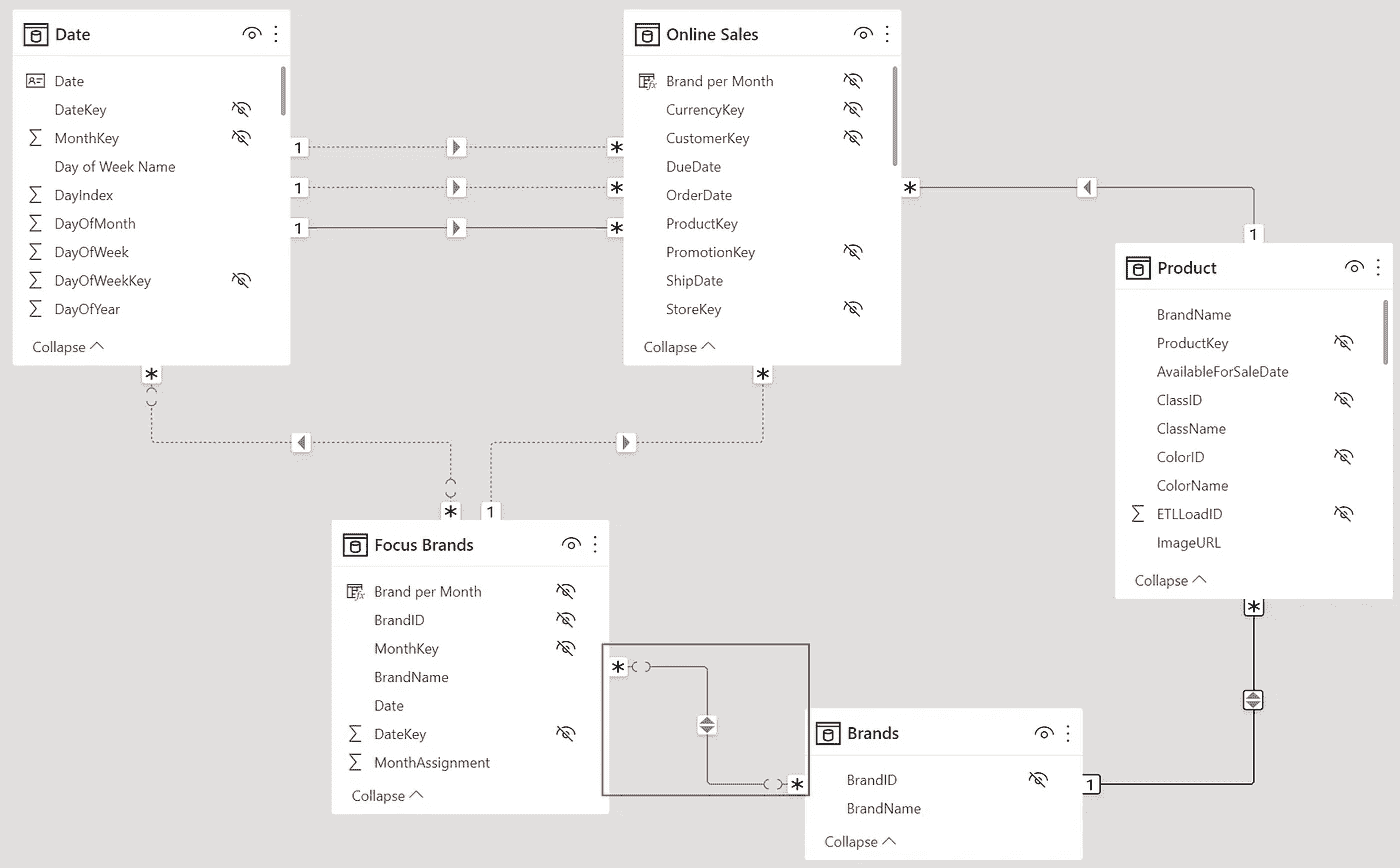 Date
Date
DateKey
MonthKey
Day of Week Name
DayIndex
DayOfMonth
DayOfWeek
DayOfWeekKey
DayOfYear
Collapse
Online Sales
Brand per Month
CurrencyKey
CustomerKey
DueDate
OrderDate
ProductKey
PromotionKey
ShipDate
StoreKey
Collapse
1 *
1 *
1 *
*
1
Product
BrandName
ProductKey
AvailableForSaleDate
ClassID
ClassName
ColorID
ColorName
ETLLoadID
ImageURL
Collapse
*
*
* 1
Focus Brands
Brand per Month
BrandID
MonthKey
BrandName
Date
DateKey
MonthAssignment
Collapse
*
*
*
1
Brands
BrandID
BrandName
Collapse